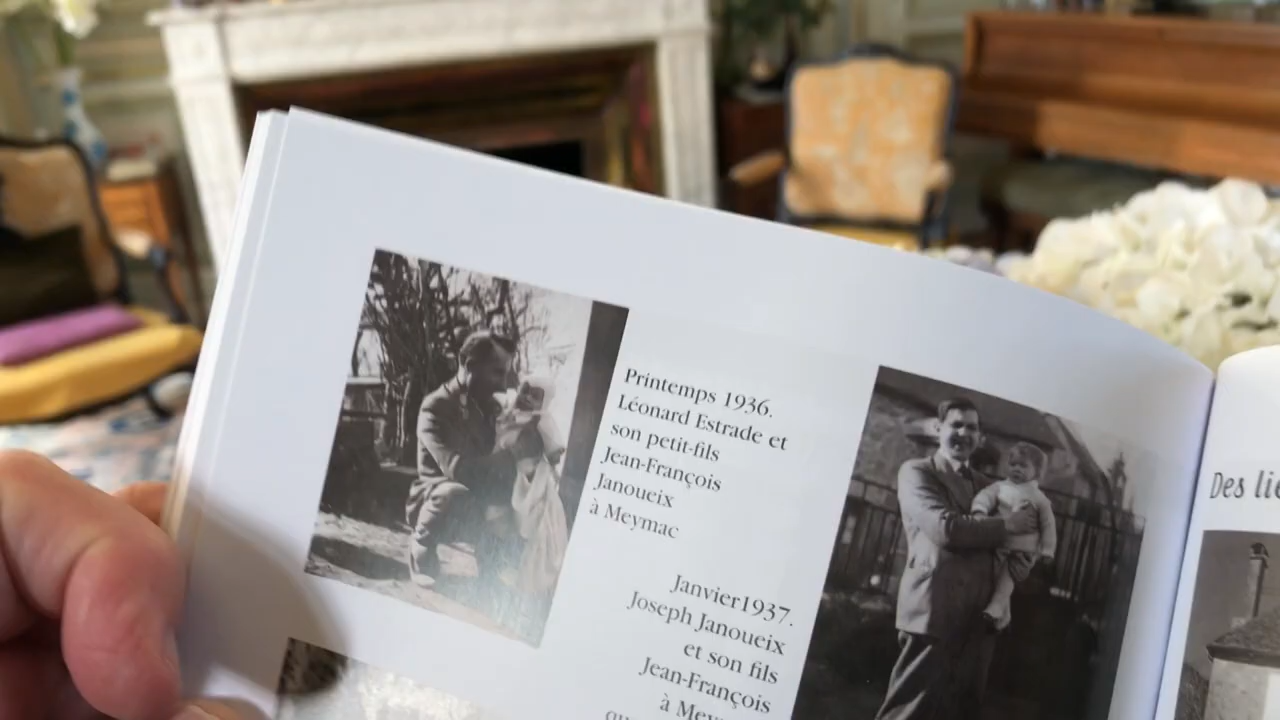 Printemps 1936.
Léonard Estrade et
son petit-fils
Jean-François
Janoueix
à Meymac
Janvier1937.
Joseph Janoueix
et son fils
Jean-François
Des